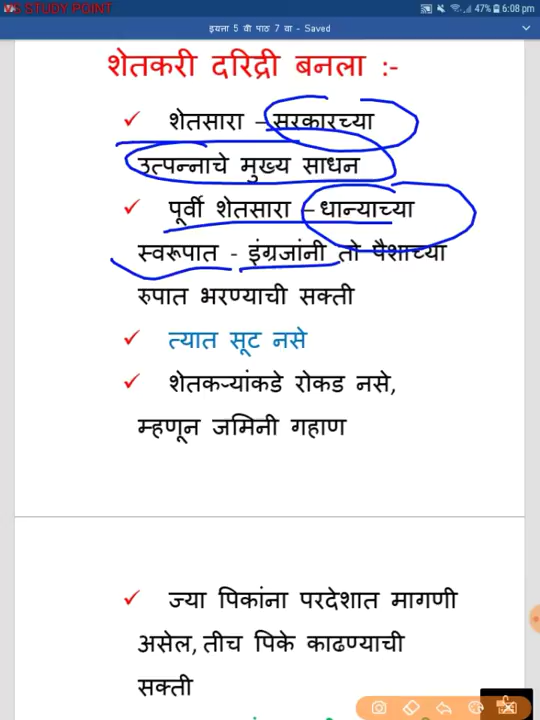 VS STUDY POINT
47% 6:08 pm
इयत्ता 5 वी पाठ 7 वा - Saved
शेतकरी दरिद्री बनला :-
✓ शेतसारा – सरकारच्या
उत्पन्नाचे मुख्य साधन
✓ पूर्वी शेतसारा – धान्याच्या
स्वरूपात - इंग्रजांनी तो पैशाच्या
रुपात भरण्याची सक्ती
✓ त्यात सूट नसे
✓ शेतकऱ्यांकडे रोकड नसे,
म्हणून जमिनी गहाण
✓ ज्या पिकांना परदेशात मागणी
असेल, तीच पिके काढण्याची
सक्ती